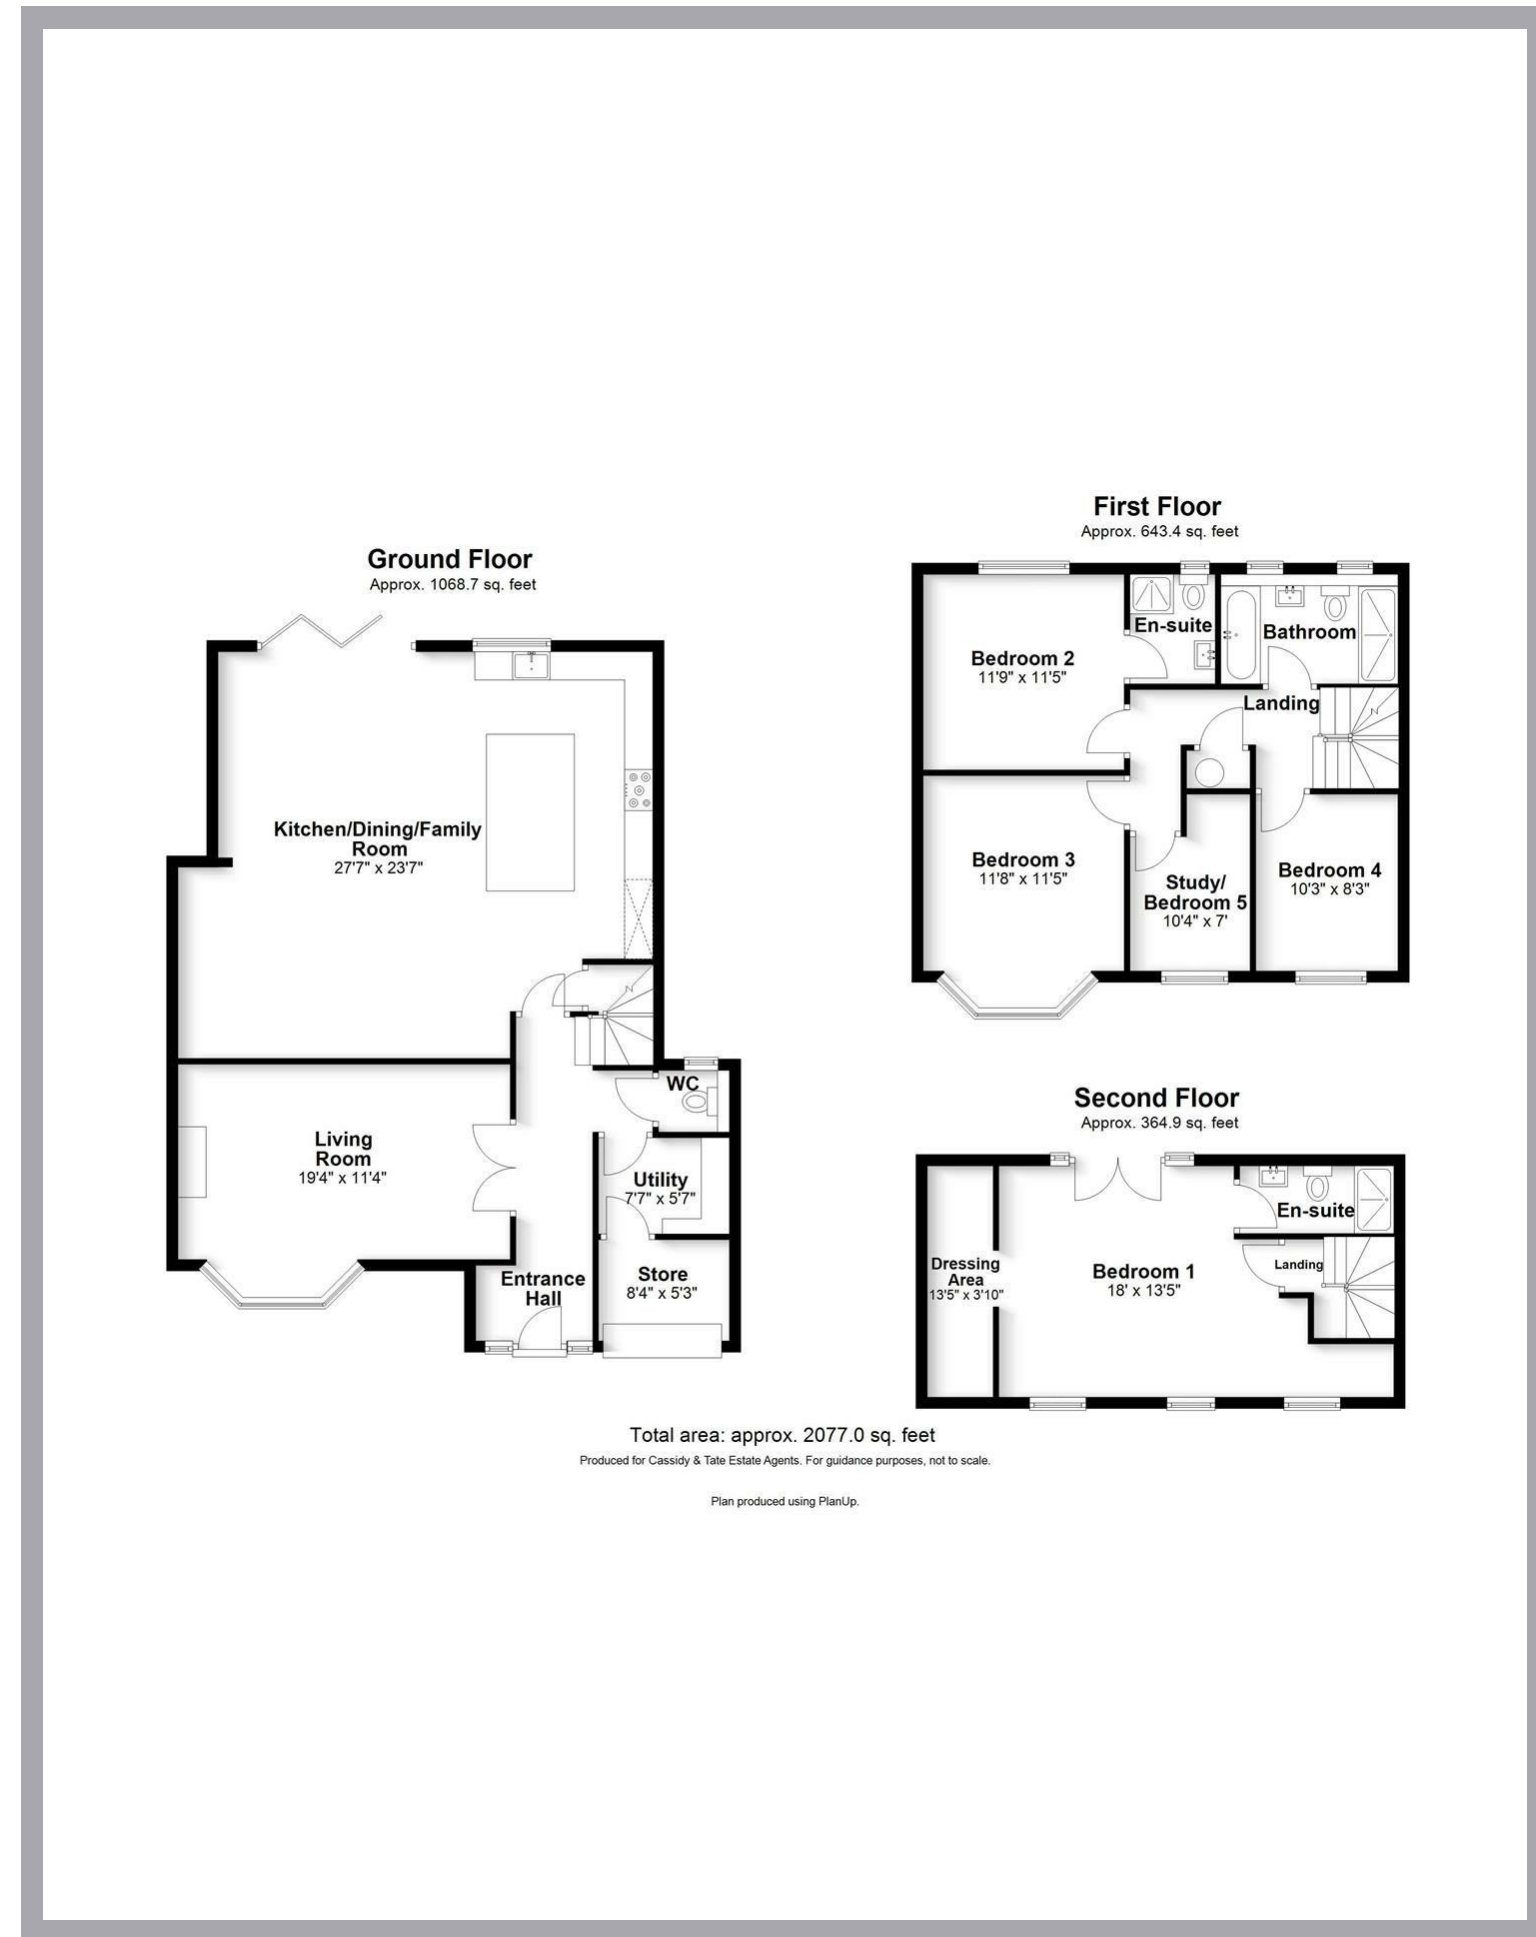 Ground Floor
Approx. 1068.7 sq. feet
Kitchen/Dining/Family
Room
27'7" x 23'7"
Living
Room
19'4" x 11'4"
WC
Utility
7'7" x 5'7"
Entrance
Hall
Store
8'4" x 5'3"
First Floor
Approx. 643.4 sq. feet
Bedroom 2
11'9" x 11'5"
En-suite
Bathroom
Landing
N
Bedroom 3
11'8" x 11'5"
Study/
Bedroom 5
10'4" x 7'
Bedroom 4
10'3" x 8'3"
N
Second Floor
Approx. 364.9 sq. feet
Dressing
Area
13'5" x 3'10"
Bedroom 1
18' x 13'5"
En-suite
Landing
Total area: approx. 2077.0 sq. feet
Produced for Cassidy & Tate Estate Agents. For guidance purposes, not to scale.
Plan produced using PlanUp.